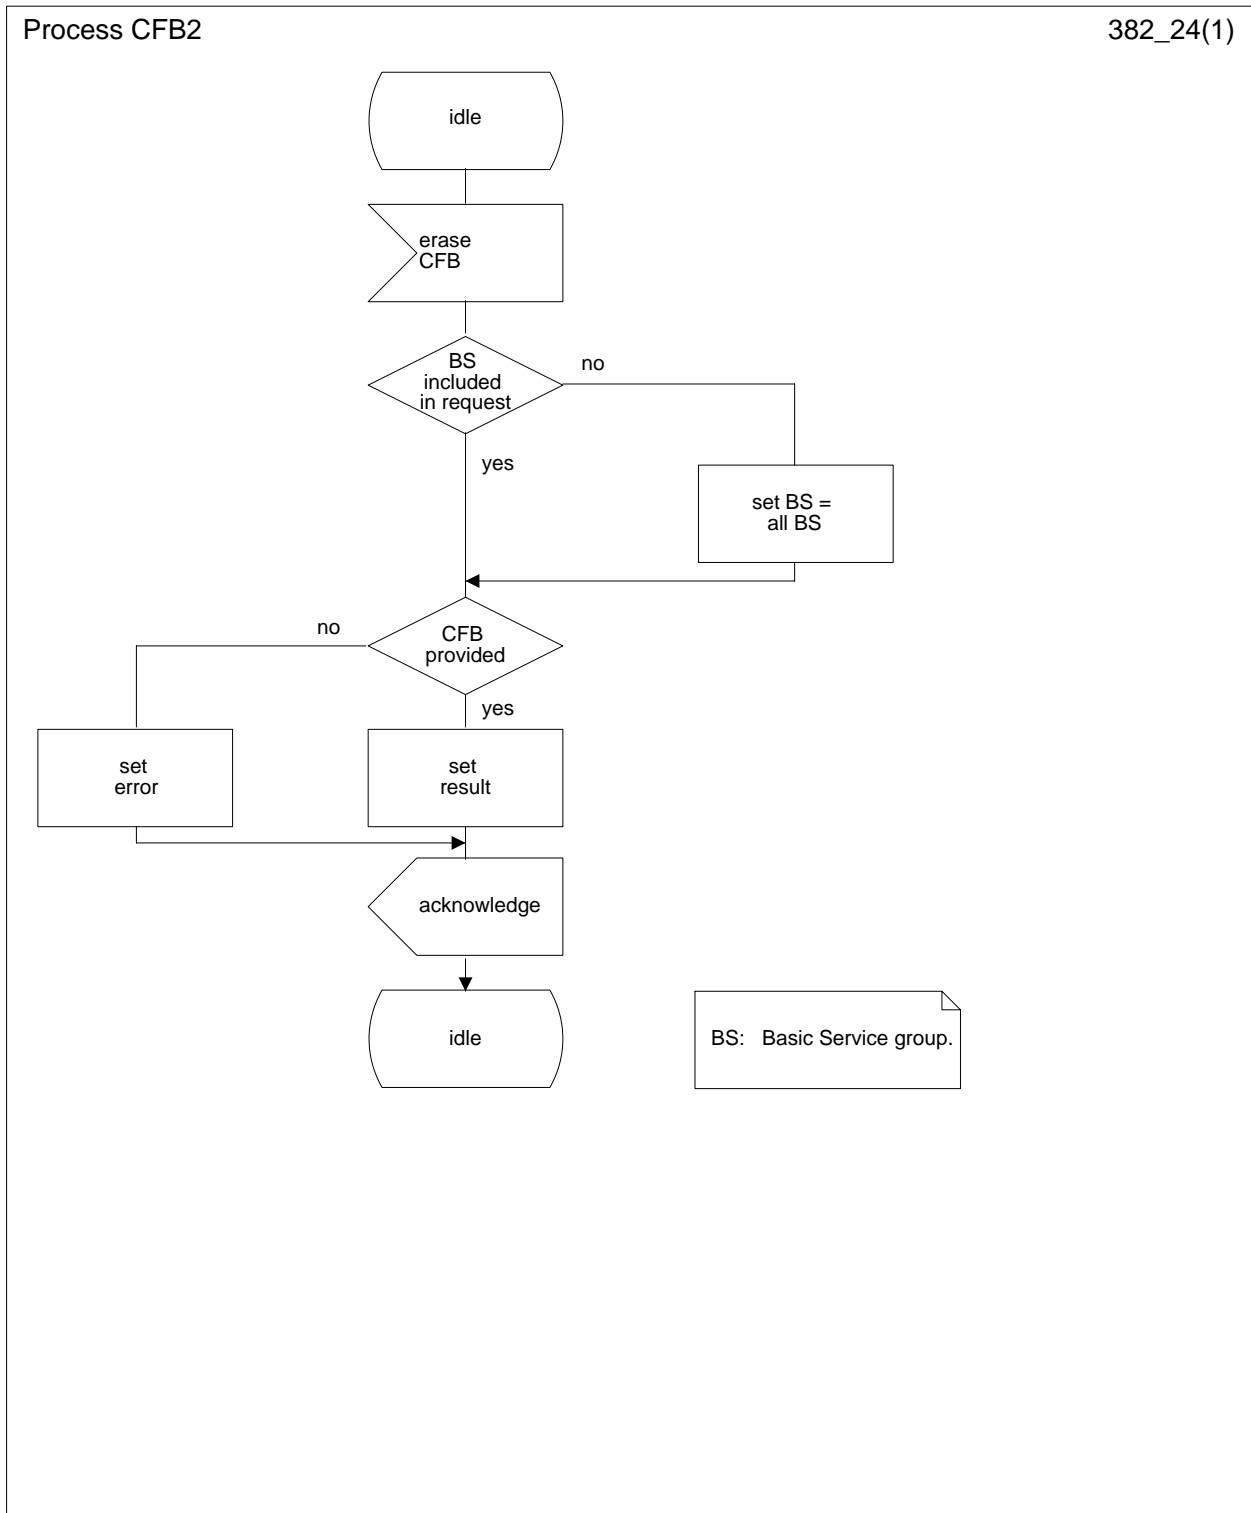 Process CFB2
382_24(1)
idle
erase
CFB
BS
included
in request
no
yes
set BS =
all BS
no
CFB
provided
yes
set
error
set
result
acknowledge
idle
BS: Basic Service group.